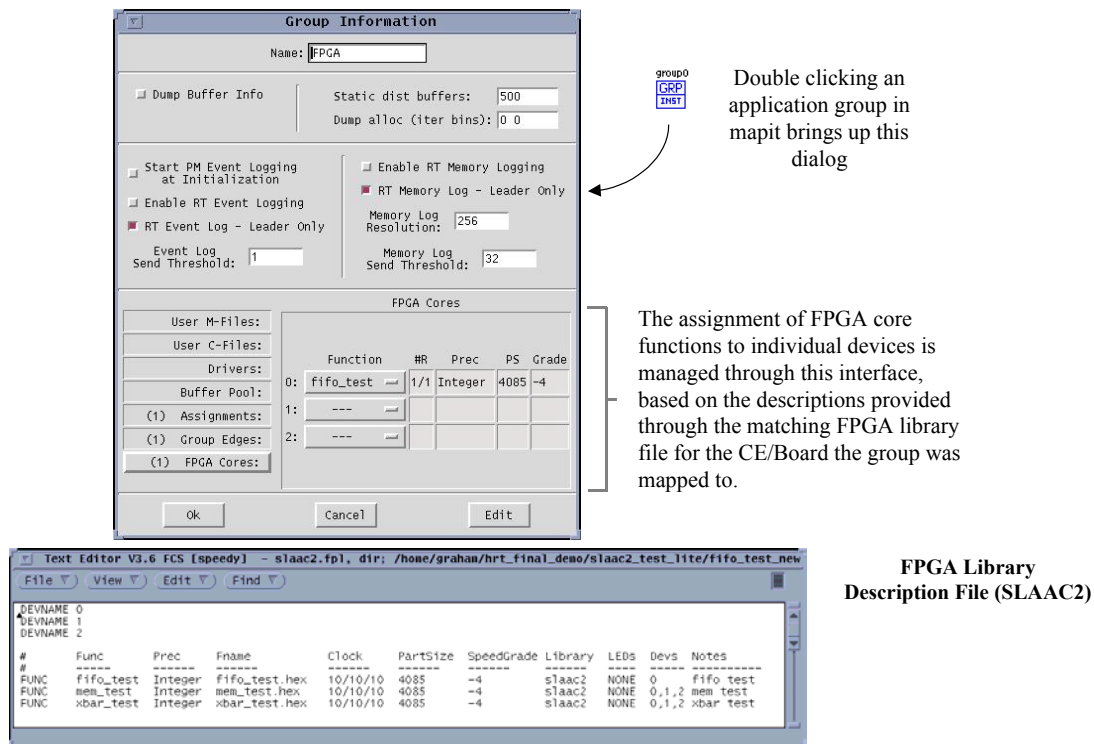 Group Information
Name: FPGA
Dump Buffer Info
Static dist buffers: 500
Dump alloc (iter bins): 0 0
Start PM Event Logging
at Initialization
Enable RT Event Logging
RT Event Log - Leader Only
Event Log
Send Threshold: 1
Enable RT Memory Logging
RT Memory Log - Leader Only
Memory Log
Resolution: 256
Memory Log
Send Threshold: 32
FPGA Cores
User M-Files:
User C-Files:
Drivers:
Buffer Pool:
(1) Assignments:
(1) Group Edges:
(1) FPGA Cores:
Function #R Prec PS Grade
0: fifo_test 1/1 Integer 4085 -4
1: ---
2: ---
Ok Cancel Edit
group0
GRP
INST
Double clicking an
application group in
mapit brings up this
dialog
The assignment of FPGA core
functions to individual devices is
managed through this interface,
based on the descriptions provided
through the matching FPGA library
file for the CE/Board the group was
mapped to.
Text Editor V3.6 FCS [speedy] - slaac2.fpl, dir; /home/graham/hrt_final_demo/slaac2_test_lite/fifo_test_new
File View Edit Find
DEVNAME 0
DEVNAME 1
DEVNAME 2
# Func Prec Fname Clock PartSize SpeedGrade Library LEDs Devs Notes
# ----- ------ ------ ------ ------ ------ ------ ---- ---- ----------
FUNC fifo_test Integer fifo_test.hex 10/10/10 4085 -4 slaac2 NONE 0 fifo test
FUNC mem_test Integer mem_test.hex 10/10/10 4085 -4 slaac2 NONE 0,1,2 mem test
FUNC xbar_test Integer xbar_test.hex 10/10/10 4085 -4 slaac2 NONE 0,1,2 xbar test
FPGA Library
Description File (SLAAC2)